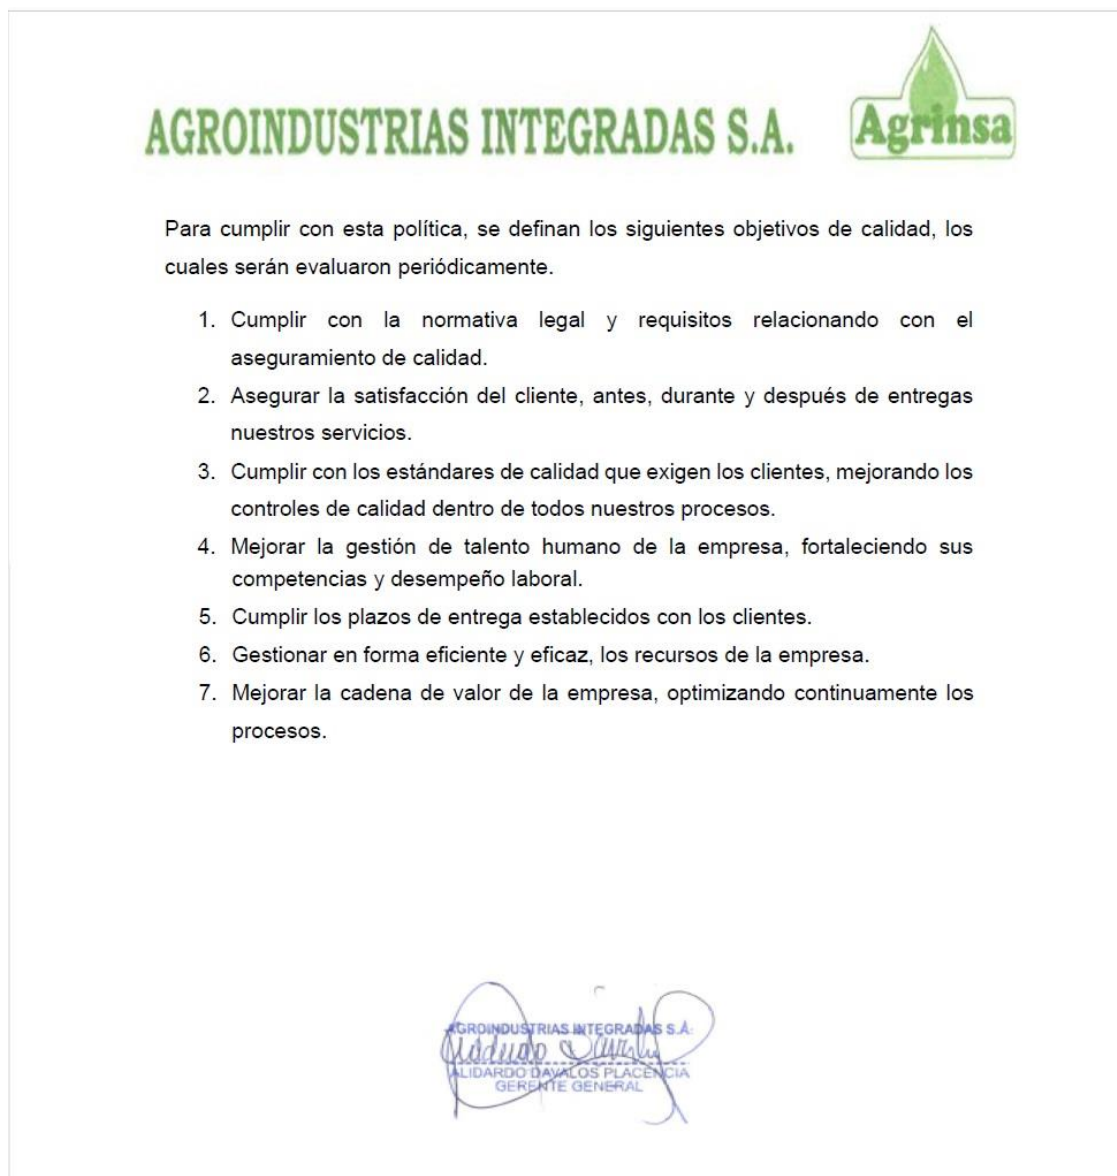 AGROINDUSTRIAS INTEGRADAS S.A.
Agrinsa
Para cumplir con esta política, se definan los siguientes objetivos de calidad, los
cuales serán evaluaron periódicamente.
1. Cumplir con la normativa legal y requisitos relacionando con el
aseguramiento de calidad.
2. Asegurar la satisfacción del cliente, antes, durante y después de entregas
nuestros servicios.
3. Cumplir con los estándares de calidad que exigen los clientes, mejorando los
controles de calidad dentro de todos nuestros procesos.
4. Mejorar la gestión de talento humano de la empresa, fortaleciendo sus
competencias y desempeño laboral.
5. Cumplir los plazos de entrega establecidos con los clientes.
6. Gestionar en forma eficiente y eficaz, los recursos de la empresa.
7. Mejorar la cadena de valor de la empresa, optimizando continuamente los
procesos.
AGROINDUSTRIAS INTEGRADAS S.A.
ALIDARDO DAVALOS PLACENCIA
GERENTE GENERAL